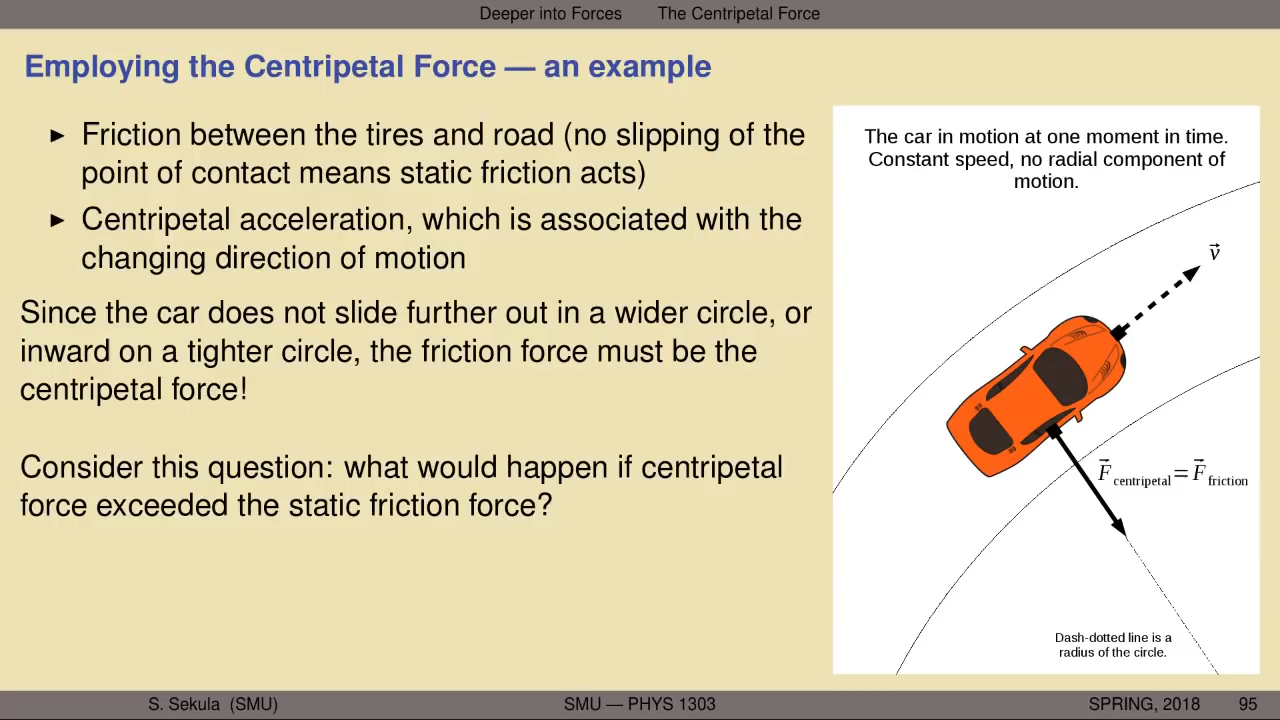 Deeper into Forces The Centripetal Force
Employing the Centripetal Force — an example
▶ Friction between the tires and road (no slipping of the
point of contact means static friction acts)
▶ Centripetal acceleration, which is associated with the
changing direction of motion
Since the car does not slide further out in a wider circle, or
inward on a tighter circle, the friction force must be the
centripetal force!
Consider this question: what would happen if centripetal
force exceeded the static friction force?
The car in motion at one moment in time.
Constant speed, no radial component of
motion.
v⃗
F⃗ centripetal = F⃗ friction
Dash-dotted line is a
radius of the circle.
S. Sekula (SMU) SMU — PHYS 1303 SPRING, 2018 95